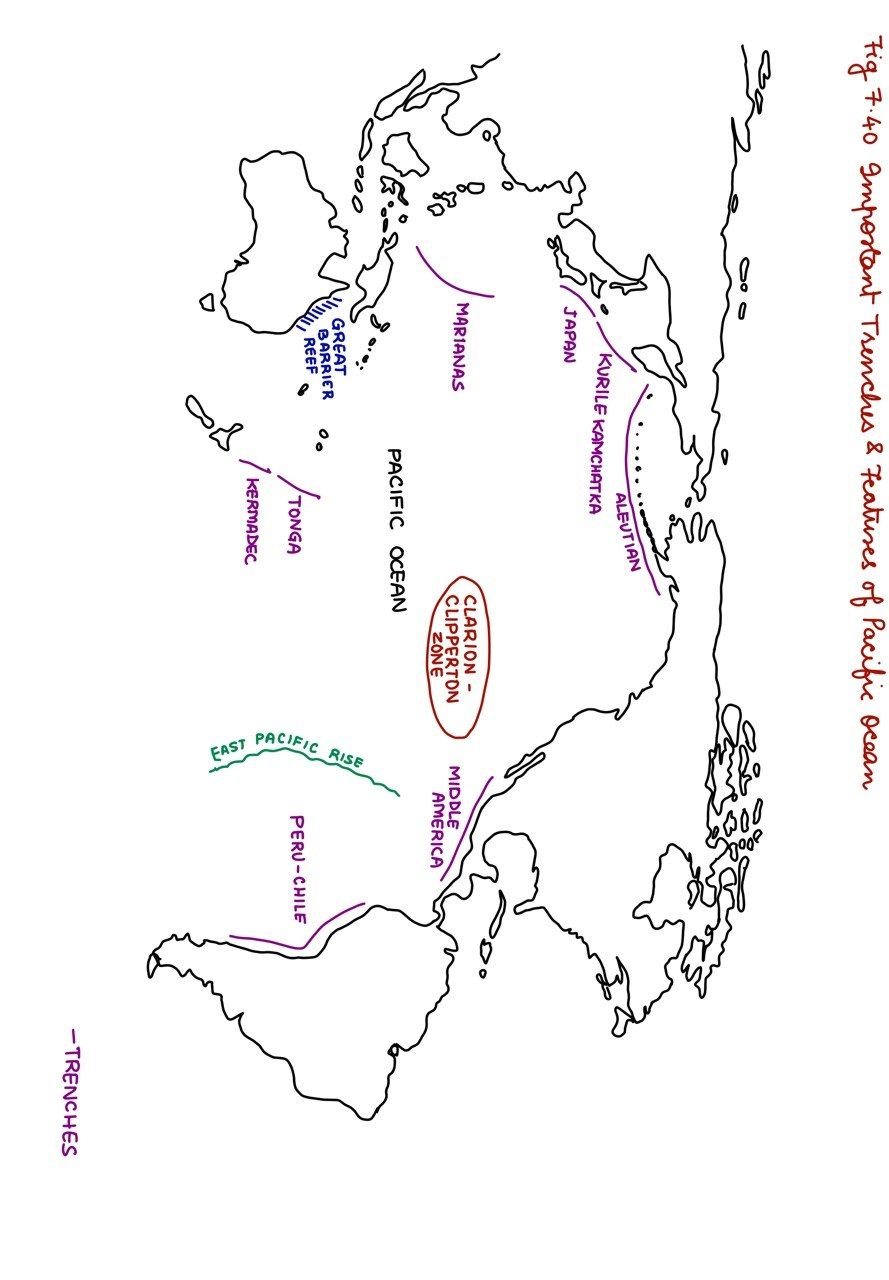 Fig 7.40 Important Trenches & Features of Pacific Ocean
ALEUTIAN
KURILE KAMCHATKA
JAPAN
MARIANAS
CLARION -
CLIPPERTON
ZONE
MIDDLE
AMERICA
PACIFIC OCEAN
GREAT
BARRIER
REEF
TONGA
KERMADEC
EAST PACIFIC RISE
PERU-CHILE
– TRENCHES